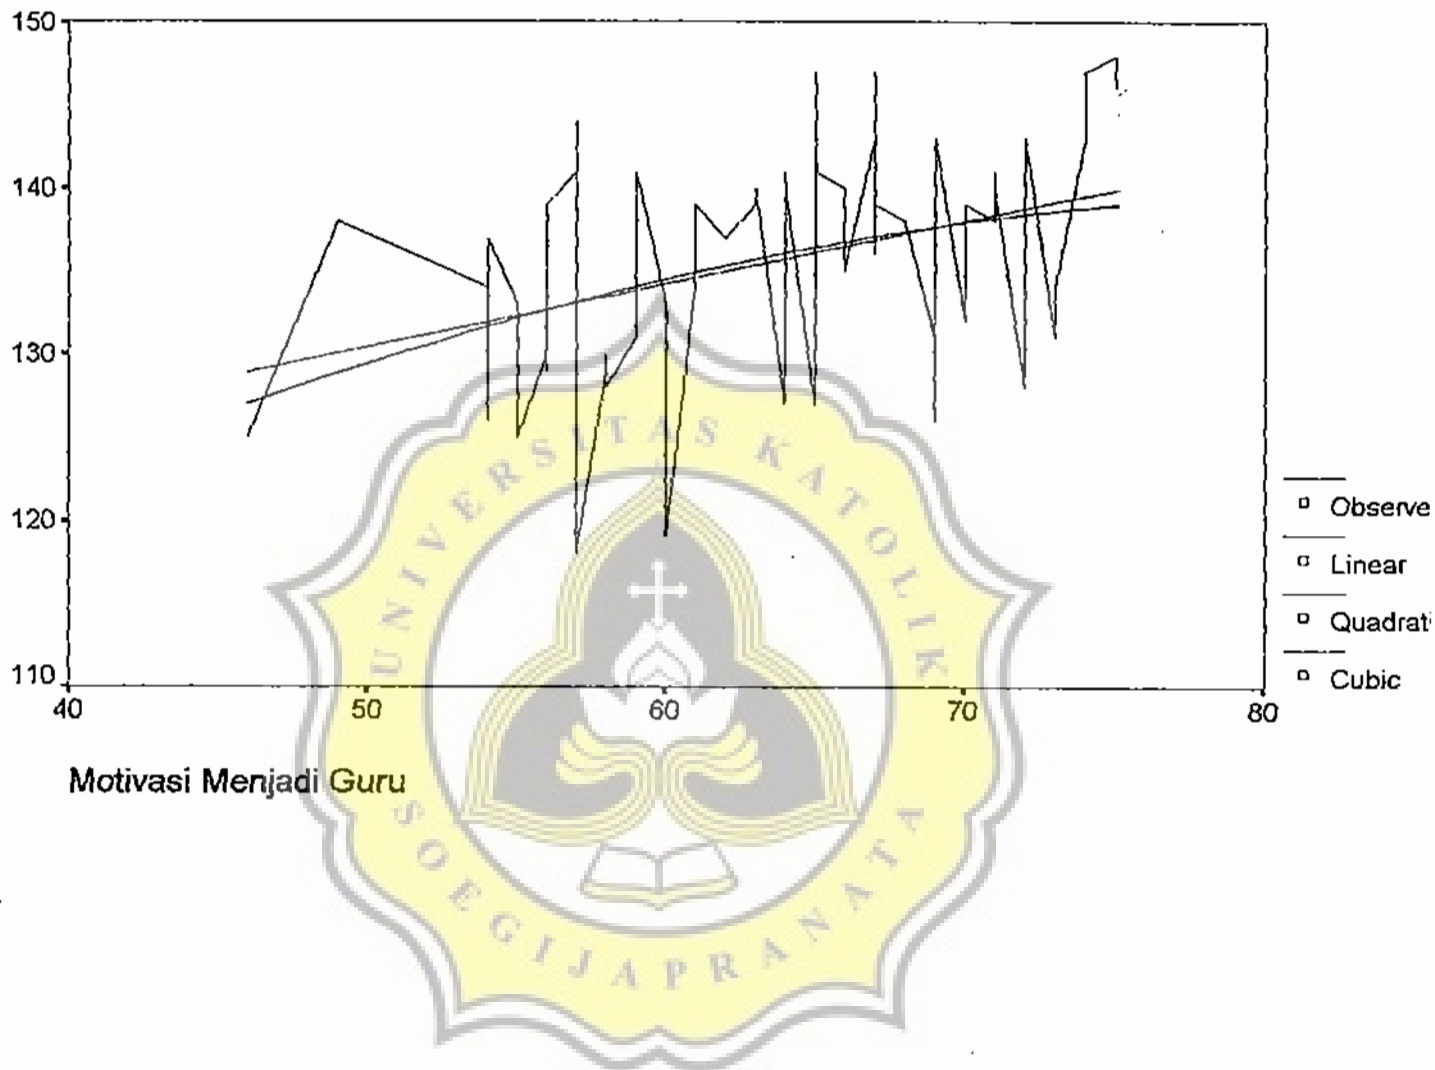 150
140
130
120
110
40 50 60 70 80
Observe
Linear
Quadrati
Cubic
Motivasi Menjadi Guru
UNIVERSITAS KATOLIK
SOEGIJAPRANATA